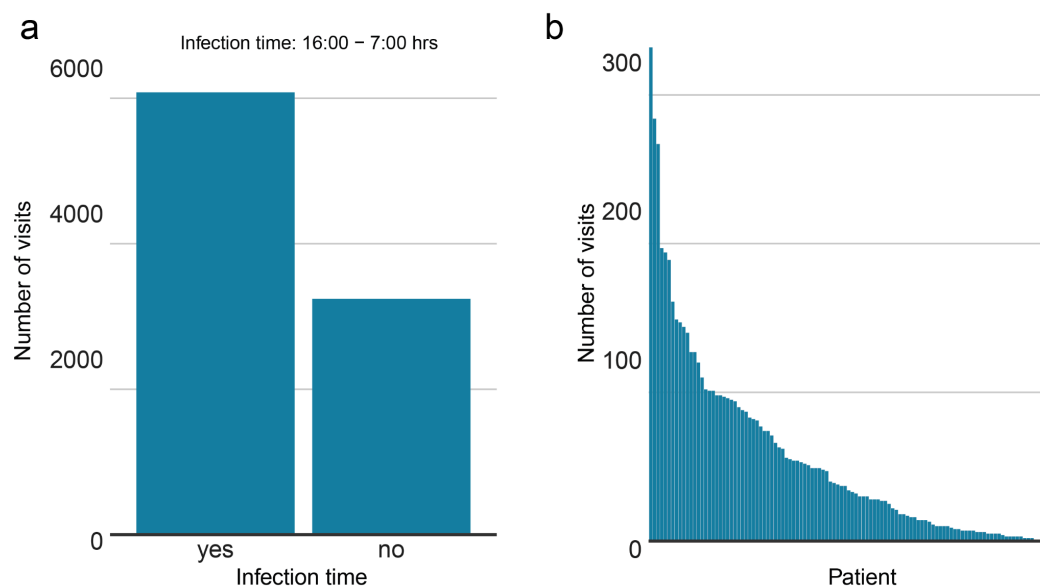 a
Infection time: 16:00 − 7:00 hrs
Number of visits
6000
4000
2000
0
yes no
Infection time
b
Number of visits
300
200
100
0
Patient